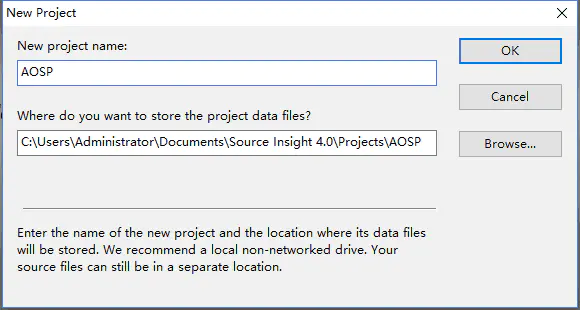 New Project
New project name:
OK
AOSP
Cancel
Where do you want to store the project data files?
C:\Users\Administrator\Documents\Source Insight 4.0\Projects\AOSP
Browse...
Enter the name of the new project and the location where its data files
will be stored. We recommend a local non-networked drive. Your
source files can still be in a separate location.